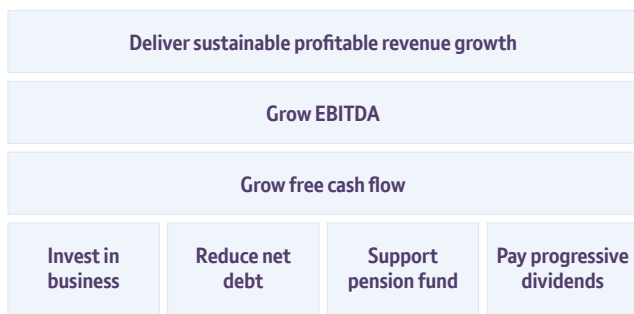 Deliver sustainable profitable revenue growth
Grow EBITDA
Grow free cash flow
Invest in
business
Reduce net
debt
Support
pension fund
Pay progressive
dividends